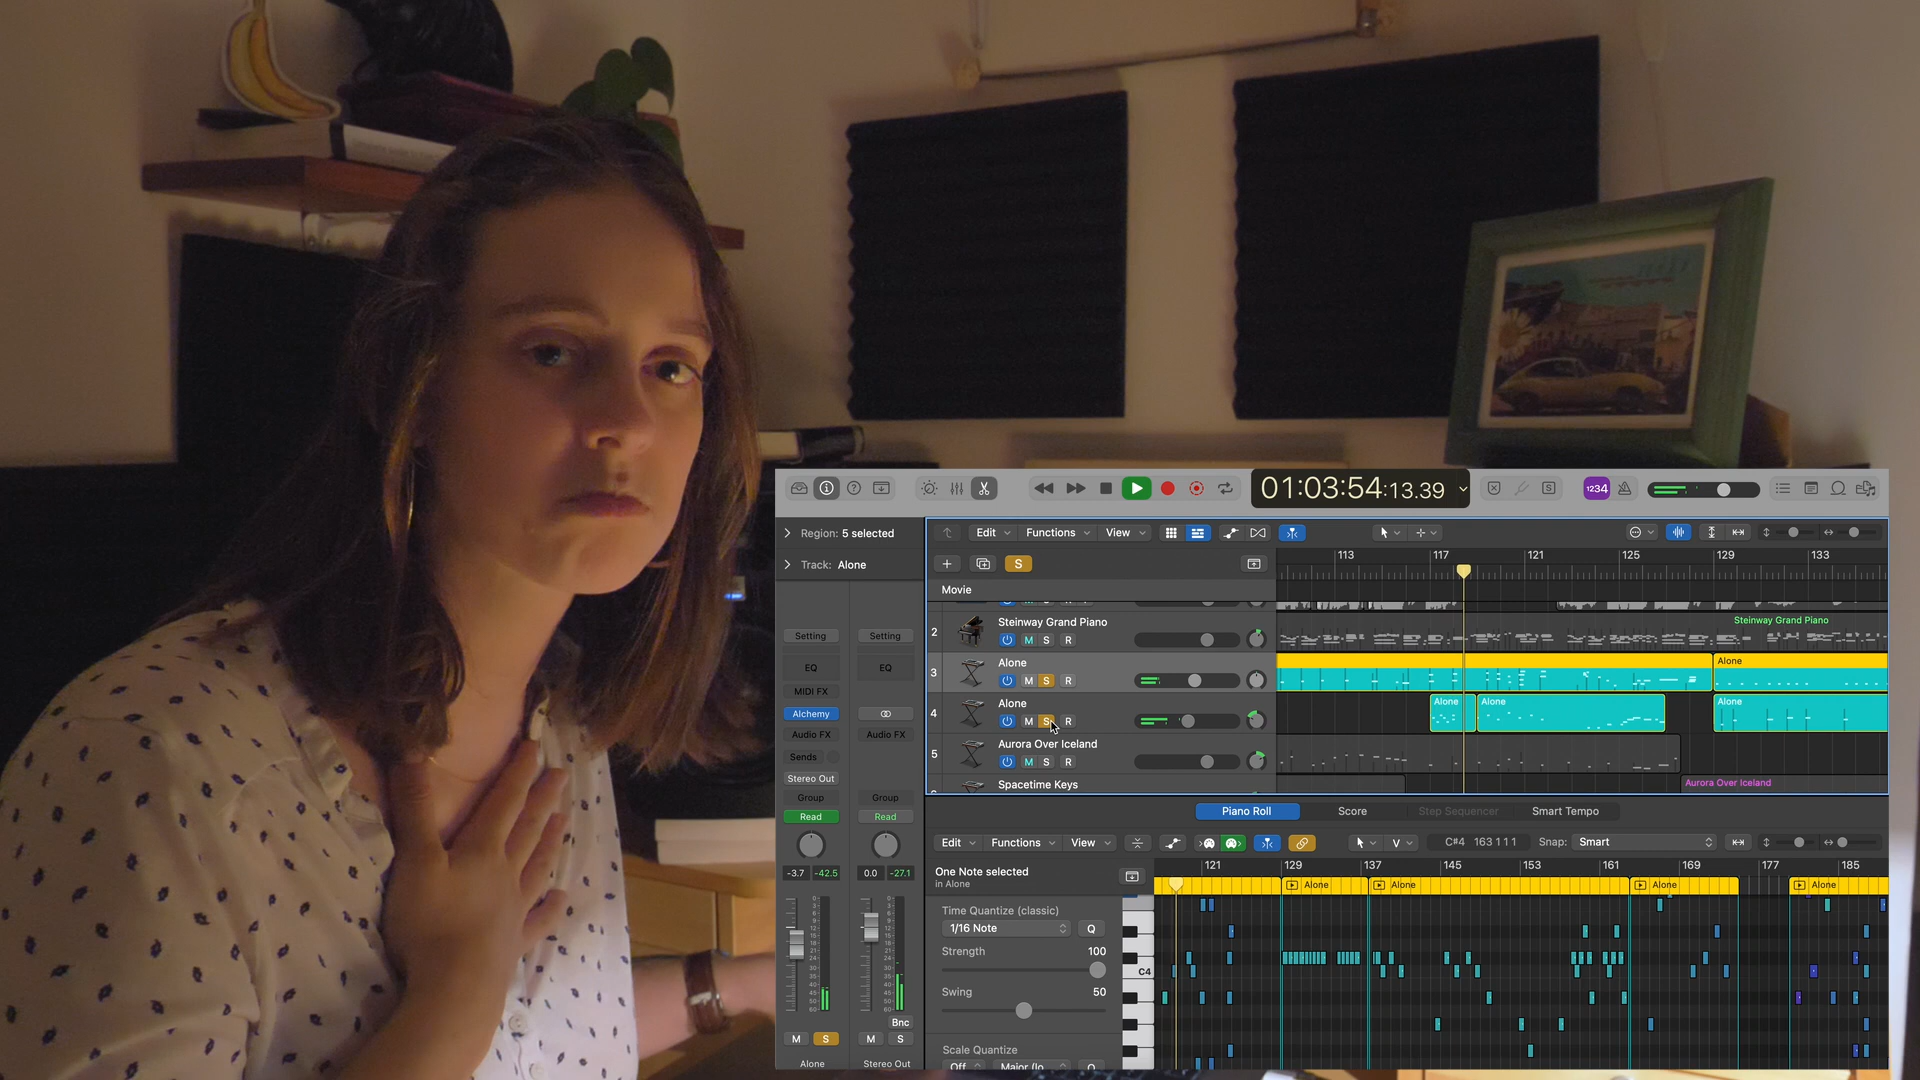 1234
01:03:54:13.39
Region: 5 selected
Edit
Functions
View
Track: Alone
S
113
117
121
125
129
133
Movie
2
Steinway Grand Piano
M S R
Steinway Grand Piano
3
Alone
M S R
Alone
4
Alone
M S R
Alone
Alone
Alone
5
Aurora Over Iceland
M S R
Spacetime Keys
Aurora Over Iceland
Setting
Setting
EQ
EQ
MIDI FX
Alchemy
Audio FX
Audio FX
Sends
Stereo Out
Group
Group
Read
Read
-3.7
-42.5
0.0
-27.1
Bnc
M S
M S
Alone
Stereo Out
Piano Roll
Score
Step Sequencer
Smart Tempo
Edit
Functions
View
C#4 163 1 1 1
Snap: Smart
One Note selected
in Alone
121
129
137
145
153
161
169
177
185
Alone
Alone
Alone
Alone
Time Quantize (classic)
1/16 Note
Q
Strength
100
Swing
50
C4
Scale Quantize
Off